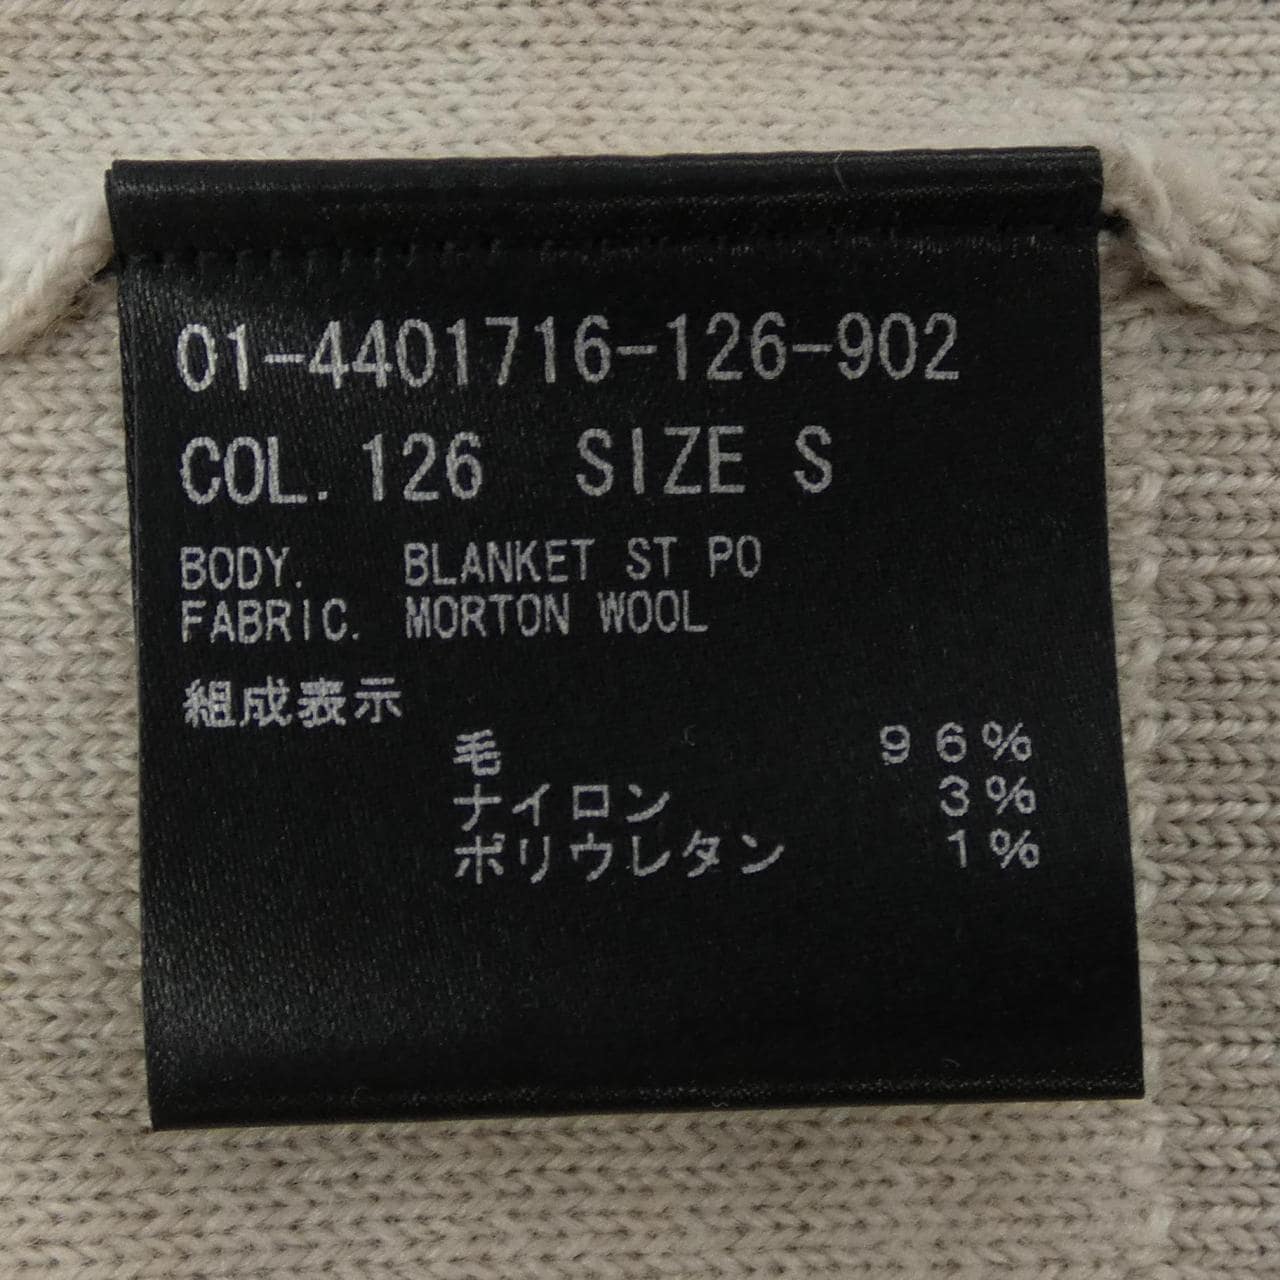 01-4401716-126-902
COL. 126 SIZE S
BODY. BLANKET ST PO
FABRIC. MORTON WOOL
組成表示
毛 96%
ナイロン 3%
ポリウレタン 1%